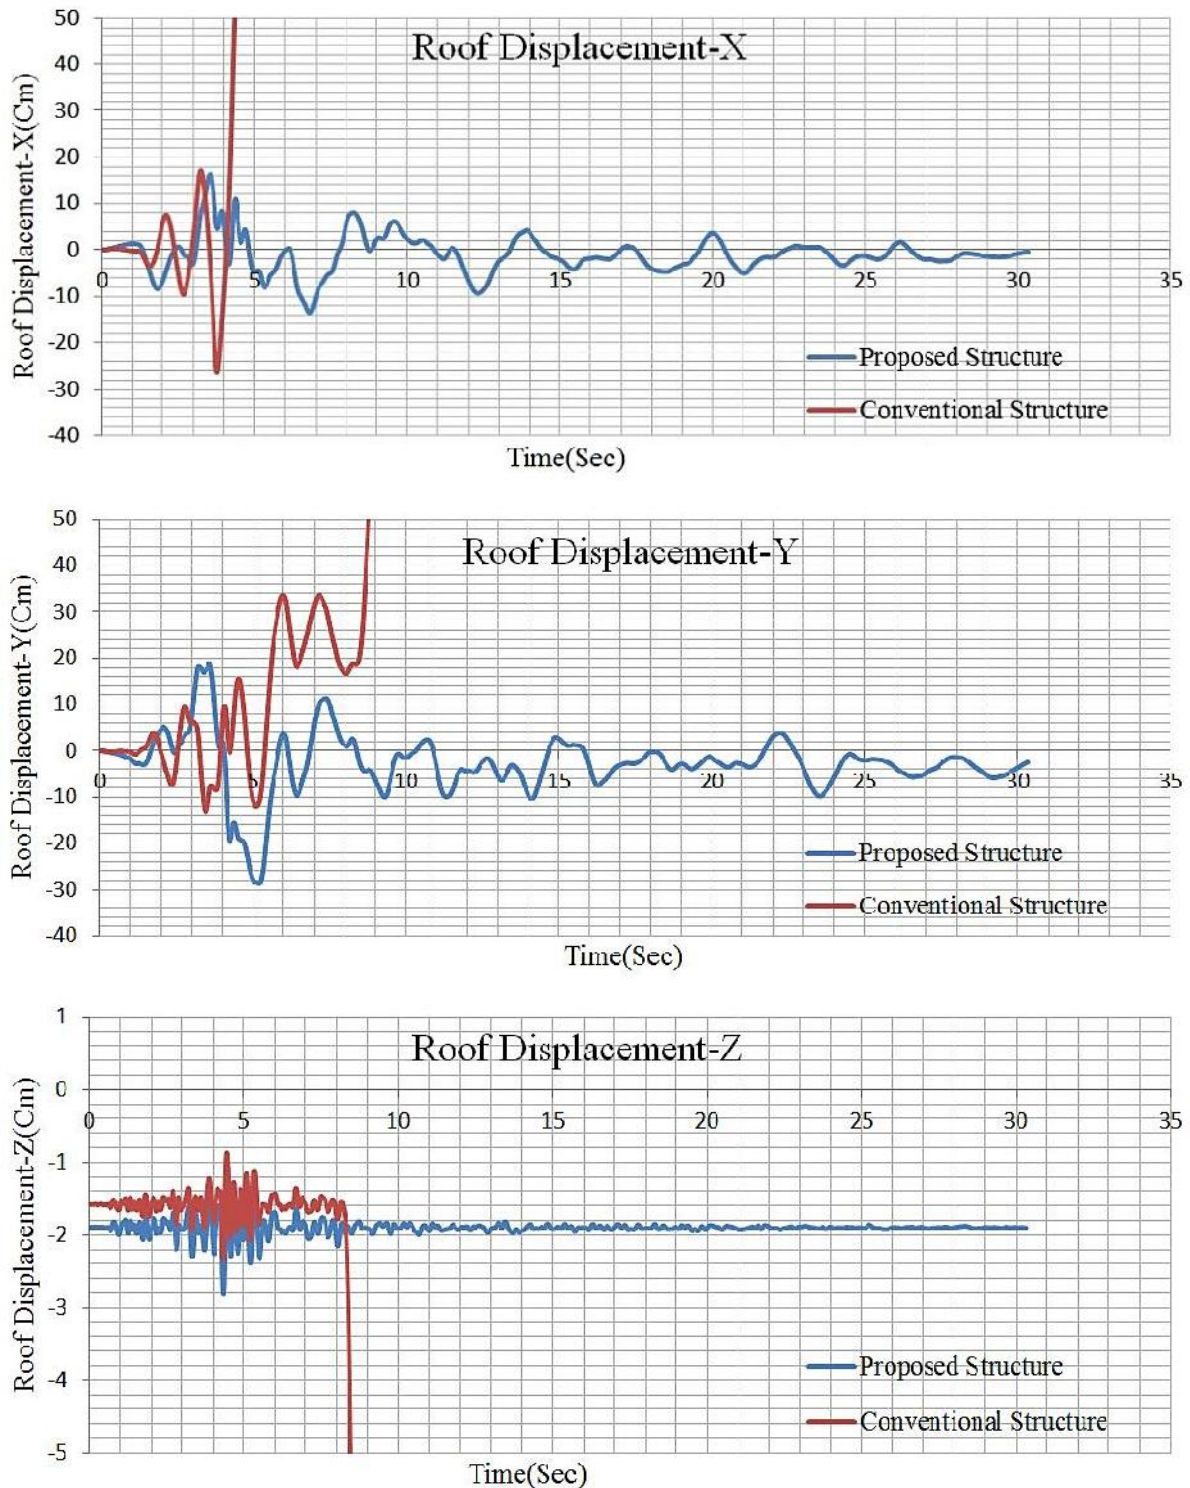 Roof Displacement-X
Roof Displacement-X(Cm)
50
40
30
20
10
0
-10
-20
-30
-40
0 5 10 15 20 25 30 35
Proposed Structure
Conventional Structure
Time(Sec)
Roof Displacement-Y
Roof Displacement-Y(Cm)
50
40
30
20
10
0
-10
-20
-30
-40
0 5 10 15 20 25 30 35
Proposed Structure
Conventional Structure
Time(Sec)
Roof Displacement-Z
Roof Displacement-Z(Cm)
1
0
-1
-2
-3
-4
-5
0 5 10 15 20 25 30 35
Proposed Structure
Conventional Structure
Time(Sec)